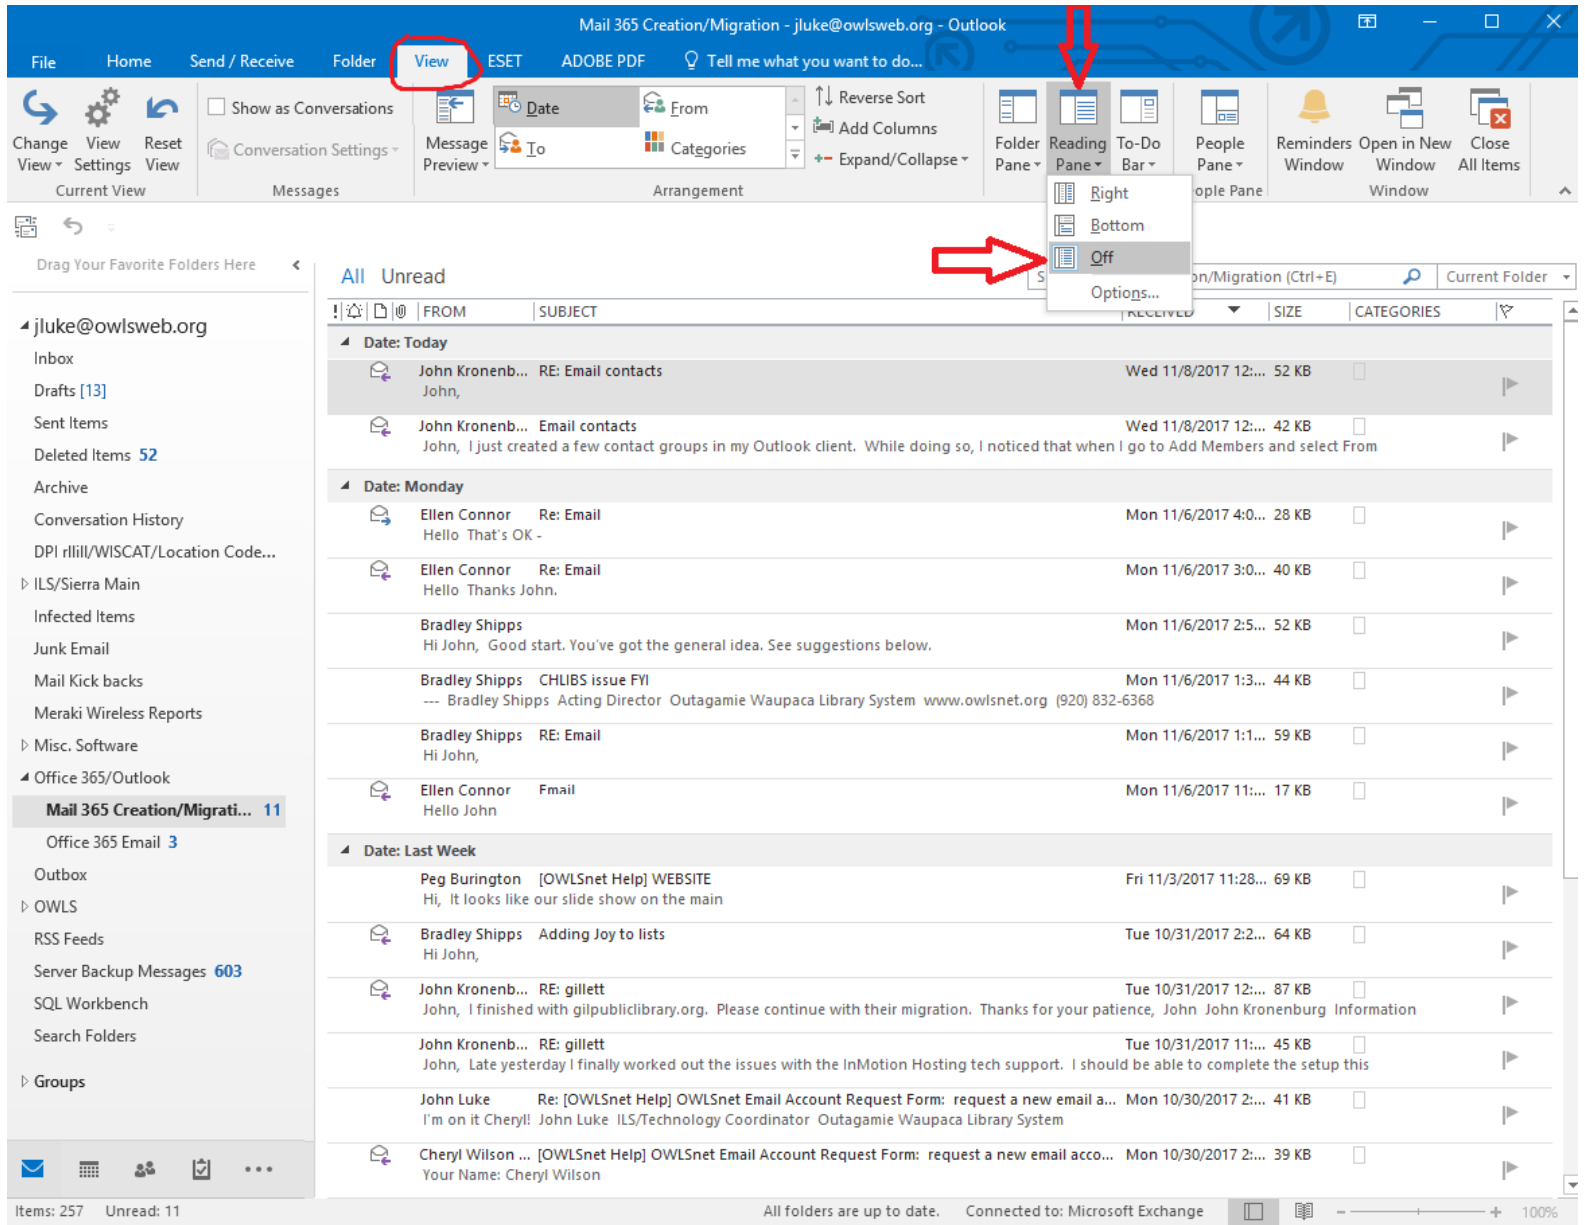 Mail 365 Creation/Migration - jluke@owlsweb.org - Outlook
File Home Send / Receive Folder View ESET ADOBE PDF Tell me what you want to do...
Show as Conversations Date From Reverse Sort
Add Columns
Change View Reset Conversation Settings Message To Categories Folder Reading To-Do People Reminders Open in New Close
View Settings View Preview Expand/Collapse Pane Pane Bar Pane Window Window All Items
Current View Messages Arrangement ople Pane Window
Right
Bottom
Off
Options...
Drag Your Favorite Folders Here
All Unread S on/Migration (Ctrl+E) Current Folder
! FROM SUBJECT RECEIVED SIZE CATEGORIES
jluke@owlsweb.org
Inbox
Drafts [13]
Sent Items
Deleted Items 52
Archive
Conversation History
DPI rllill/WISCAT/Location Code...
ILS/Sierra Main
Infected Items
Junk Email
Mail Kick backs
Meraki Wireless Reports
Misc. Software
Office 365/Outlook
Mail 365 Creation/Migrati... 11
Office 365 Email 3
Outbox
OWLS
RSS Feeds
Server Backup Messages 603
SQL Workbench
Search Folders
Groups
Date: Today
John Kronenb... RE: Email contacts Wed 11/8/2017 12:... 52 KB
John,
John Kronenb... Email contacts Wed 11/8/2017 12:... 42 KB
John, I just created a few contact groups in my Outlook client. While doing so, I noticed that when I go to Add Members and select From
Date: Monday
Ellen Connor Re: Email Mon 11/6/2017 4:0... 28 KB
Hello That's OK -
Ellen Connor Re: Email Mon 11/6/2017 3:0... 40 KB
Hello Thanks John.
Bradley Shipps Mon 11/6/2017 2:5... 52 KB
Hi John, Good start. You've got the general idea. See suggestions below.
Bradley Shipps CHLIBS issue FYI Mon 11/6/2017 1:3... 44 KB
--- Bradley Shipps Acting Director Outagamie Waupaca Library System www.owlsnet.org (920) 832-6368
Bradley Shipps RE: Email Mon 11/6/2017 1:1... 59 KB
Hi John,
Ellen Connor Email Mon 11/6/2017 11:... 17 KB
Hello John
Date: Last Week
Peg Burington [OWLSnet Help] WEBSITE Fri 11/3/2017 11:28... 69 KB
Hi, It looks like our slide show on the main
Bradley Shipps Adding Joy to lists Tue 10/31/2017 2:2... 64 KB
Hi John,
John Kronenb... RE: gillett Tue 10/31/2017 12:... 87 KB
John, I finished with gilpubliclibrary.org. Please continue with their migration. Thanks for your patience, John John Kronenburg Information
John Kronenb... RE: gillett Tue 10/31/2017 11:... 45 KB
John, Late yesterday I finally worked out the issues with the InMotion Hosting tech support. I should be able to complete the setup this
John Luke Re: [OWLSnet Help] OWLSnet Email Account Request Form: request a new email a... Mon 10/30/2017 2:... 41 KB
I'm on it Cheryl! John Luke ILS/Technology Coordinator Outagamie Waupaca Library System
Cheryl Wilson ... [OWLSnet Help] OWLSnet Email Account Request Form: request a new email acco... Mon 10/30/2017 2:... 39 KB
Your Name: Cheryl Wilson
Items: 257 Unread: 11 All folders are up to date. Connected to: Microsoft Exchange 100%